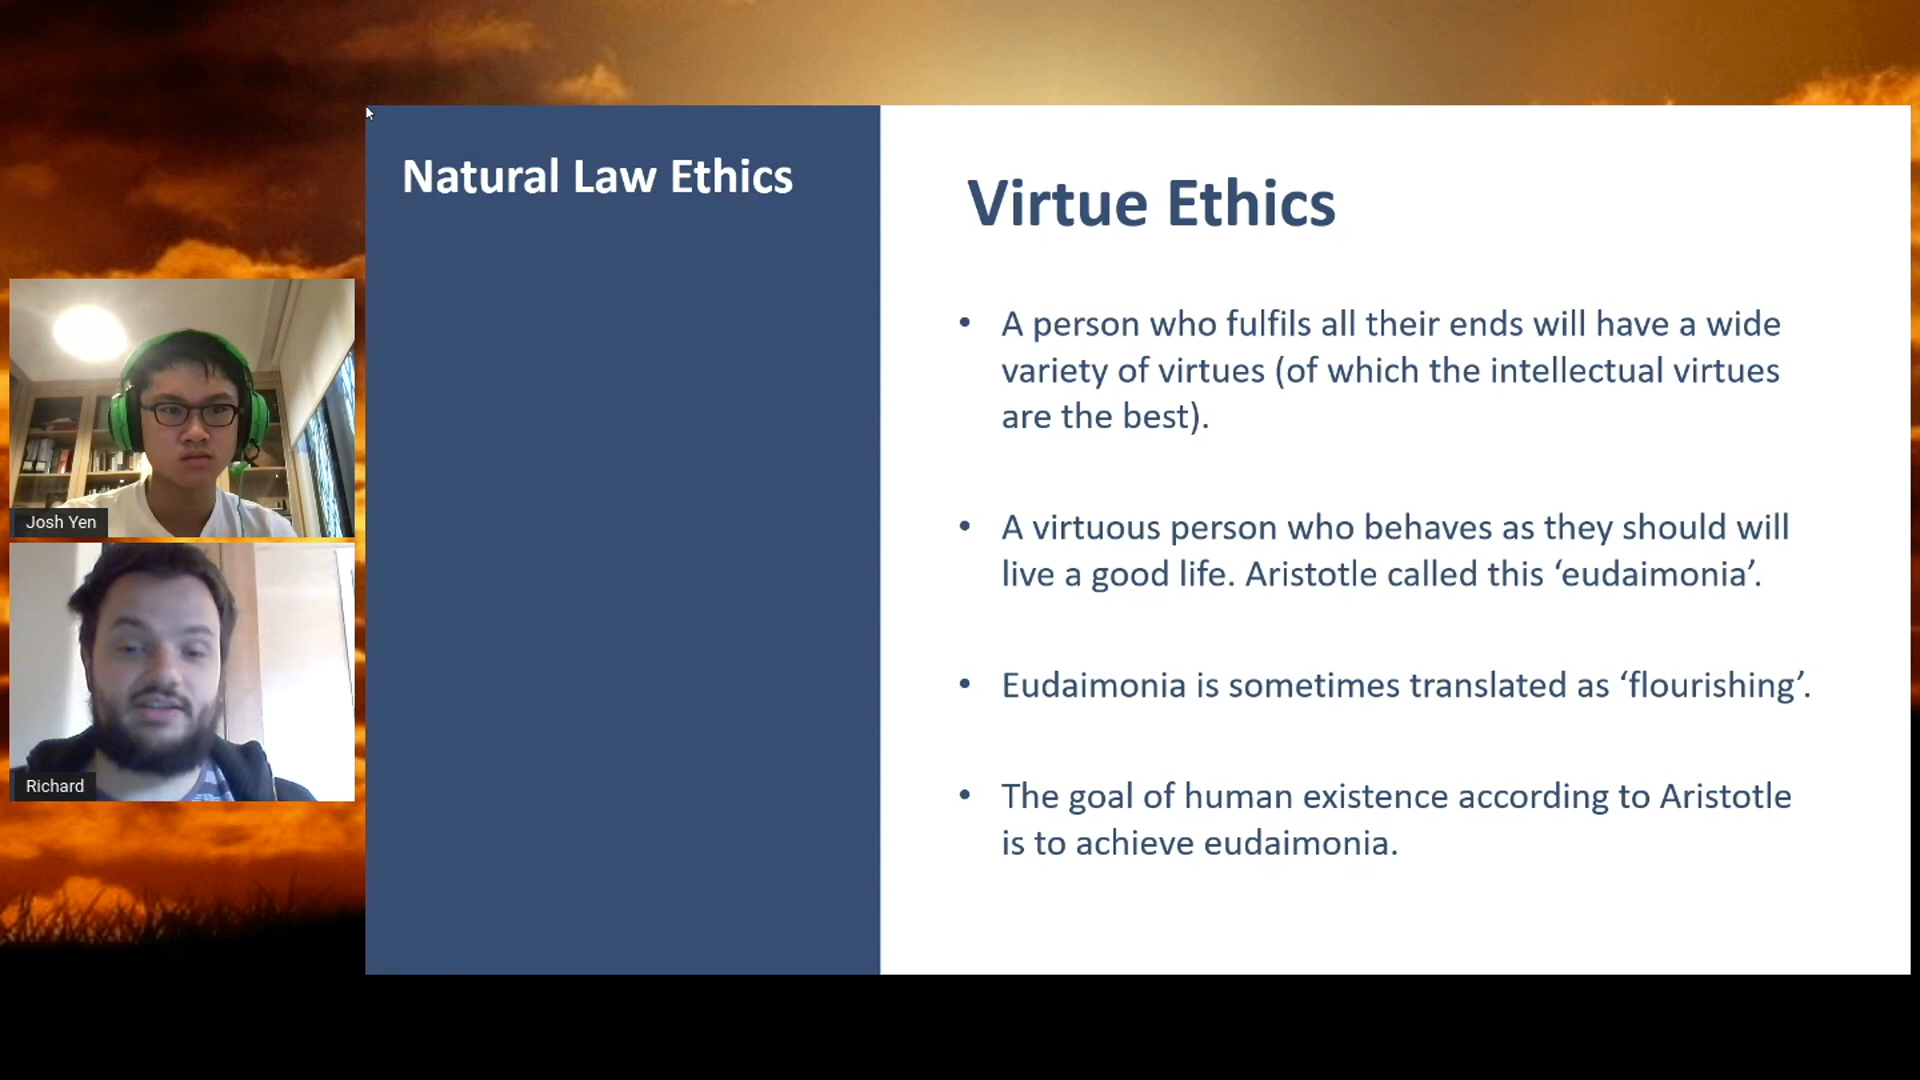 Natural Law Ethics
Virtue Ethics
• A person who fulfils all their ends will have a wide
variety of virtues (of which the intellectual virtues
are the best).
• A virtuous person who behaves as they should will
live a good life. Aristotle called this ‘eudaimonia’.
• Eudaimonia is sometimes translated as ‘flourishing’.
• The goal of human existence according to Aristotle
is to achieve eudaimonia.
Josh Yen
Richard